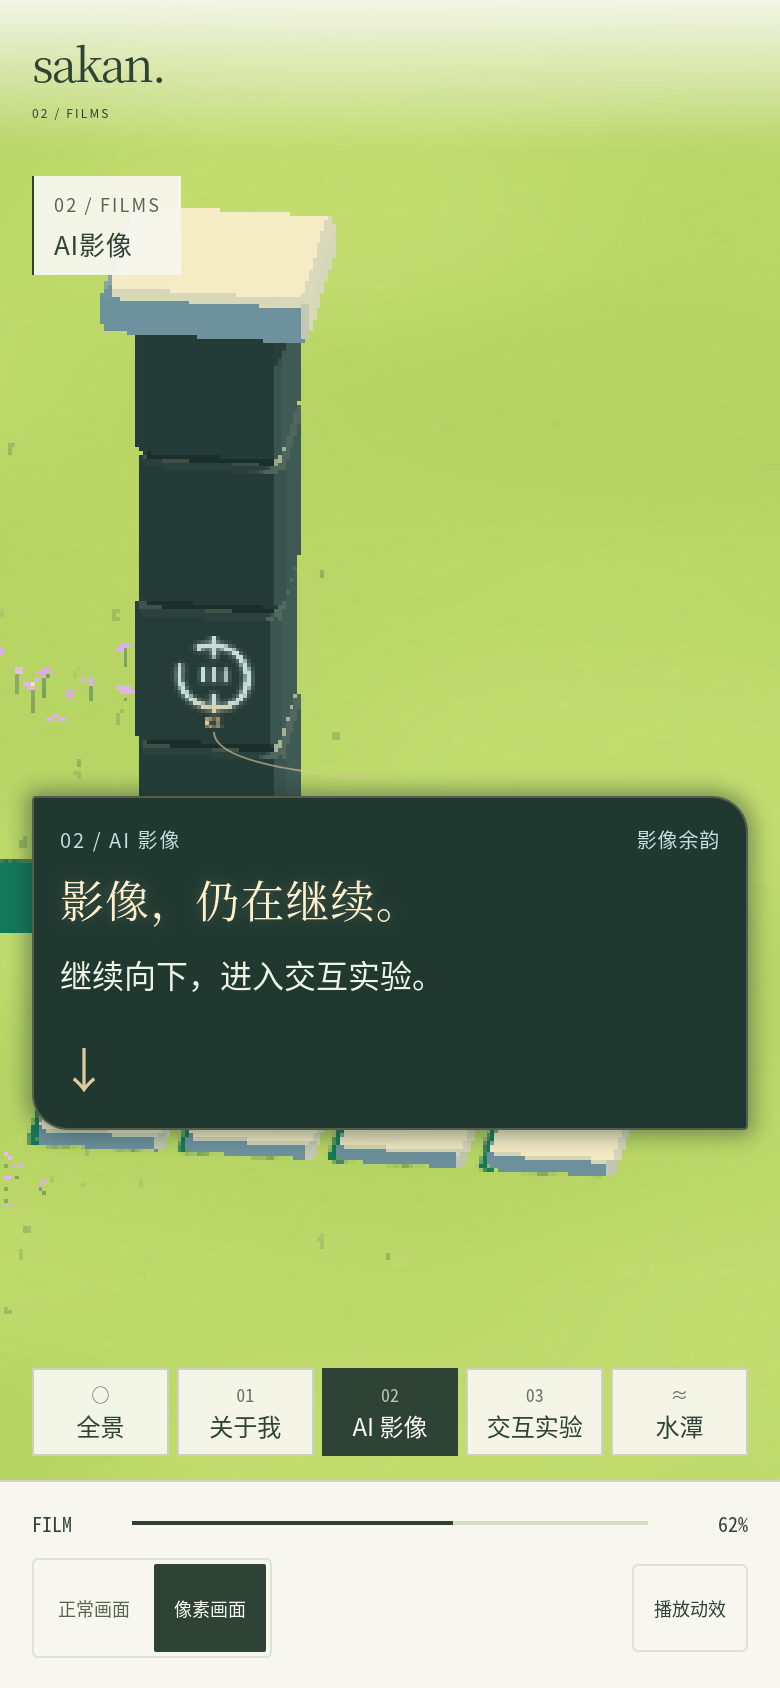 sakan.
02 / FILMS
02 / FILMS
AI影像
02 / AI 影像
影像余韵
影像，仍在继续。
继续向下，进入交互实验。
↓
全景
01
关于我
02
AI 影像
03
交互实验
≈
水潭
FILM
62%
正常画面
像素画面
播放动效